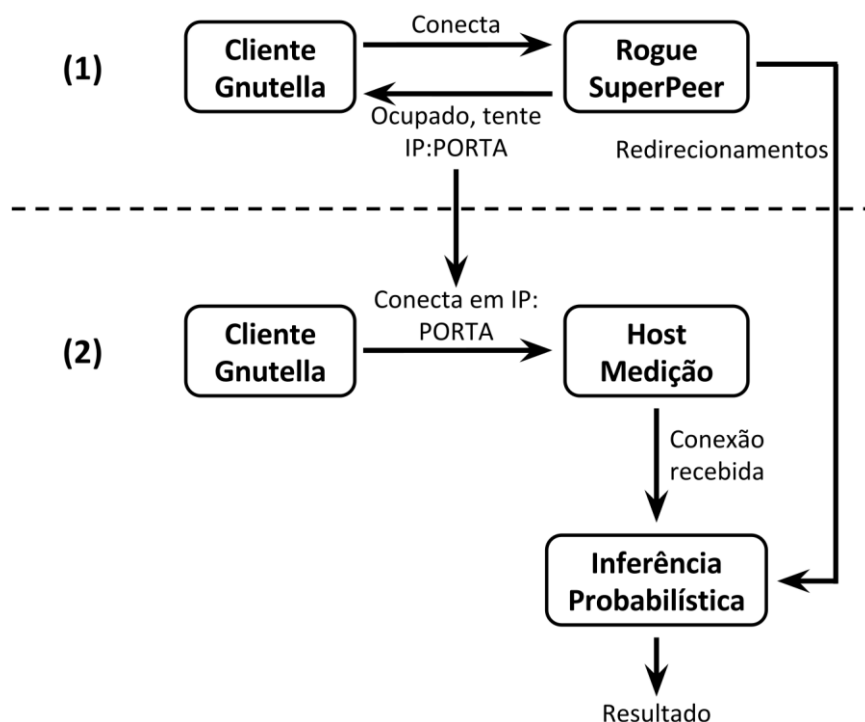 (1)
Cliente
Gnutella
Conecta
Rogue
SuperPeer
Ocupado, tente
IP:PORTA
Redirecionamentos
(2)
Cliente
Gnutella
Conecta em IP:
PORTA
Host
Medição
Conexão
recebida
Inferência
Probabilística
Resultado